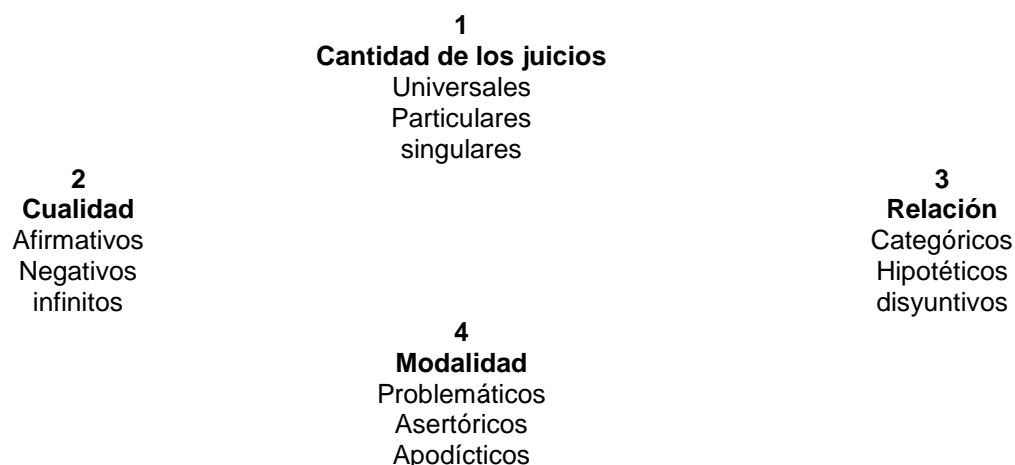 1
Cantidad de los juicios
Universales
Particulares
singulares
2
Cualidad
Afirmativos
Negativos
infinitos
3
Relación
Categóricos
Hipotéticos
disyuntivos
4
Modalidad
Problemáticos
Asertóricos
Apodícticos